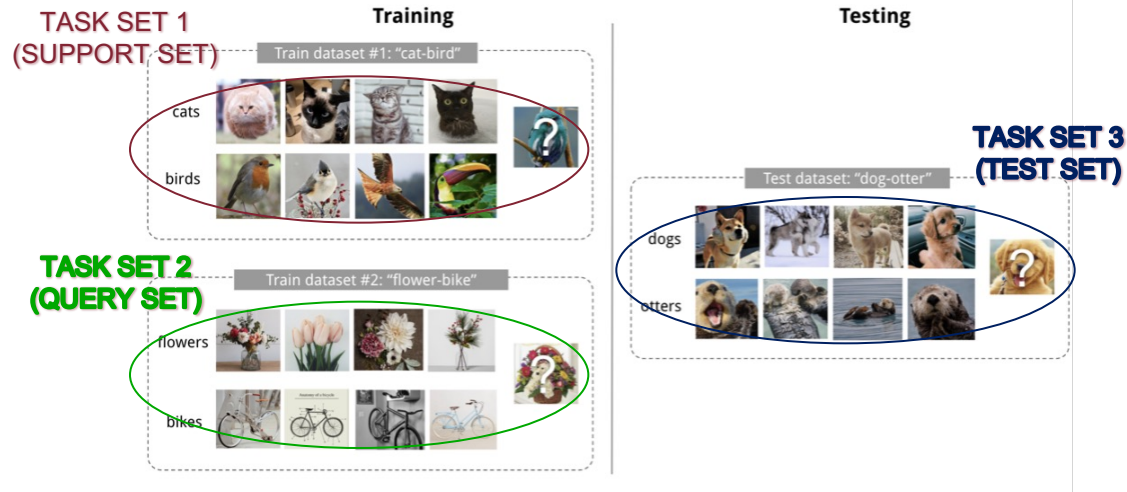 Training
Testing
TASK SET 1
(SUPPORT SET)
Train dataset #1: “cat-bird”
cats
?
birds
TASK SET 3
(TEST SET)
Test dataset: “dog-otter”
dogs
?
otters
TASK SET 2
(QUERY SET)
Train dataset #2: “flower-bike”
flowers
?
bikes